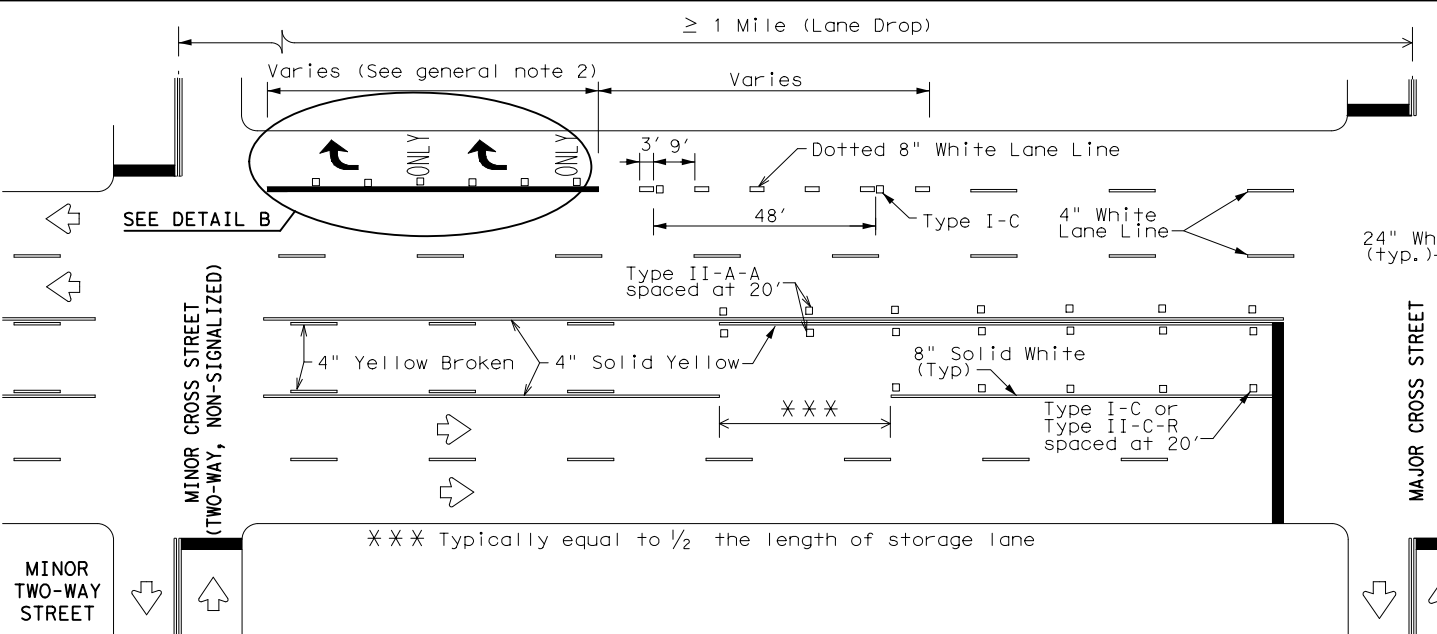 ≥ 1 Mile (Lane Drop)
Varies (See general note 2)
Varies
ONLY
ONLY
3′
9′
Dotted 8" White Lane Line
SEE DETAIL B
48′
Type I-C
4" White
Lane Line
24" Wh
(typ.)
Type II-A-A
spaced at 20′
MINOR CROSS STREET
(TWO-WAY, NON-SIGNALIZED)
4" Yellow Broken
4" Solid Yellow
8" Solid White
(Typ)
***
Type I-C or
Type II-C-R
spaced at 20′
MAJOR CROSS STREET
*** Typically equal to 1/2 the length of storage lane
MINOR
TWO-WAY
STREET